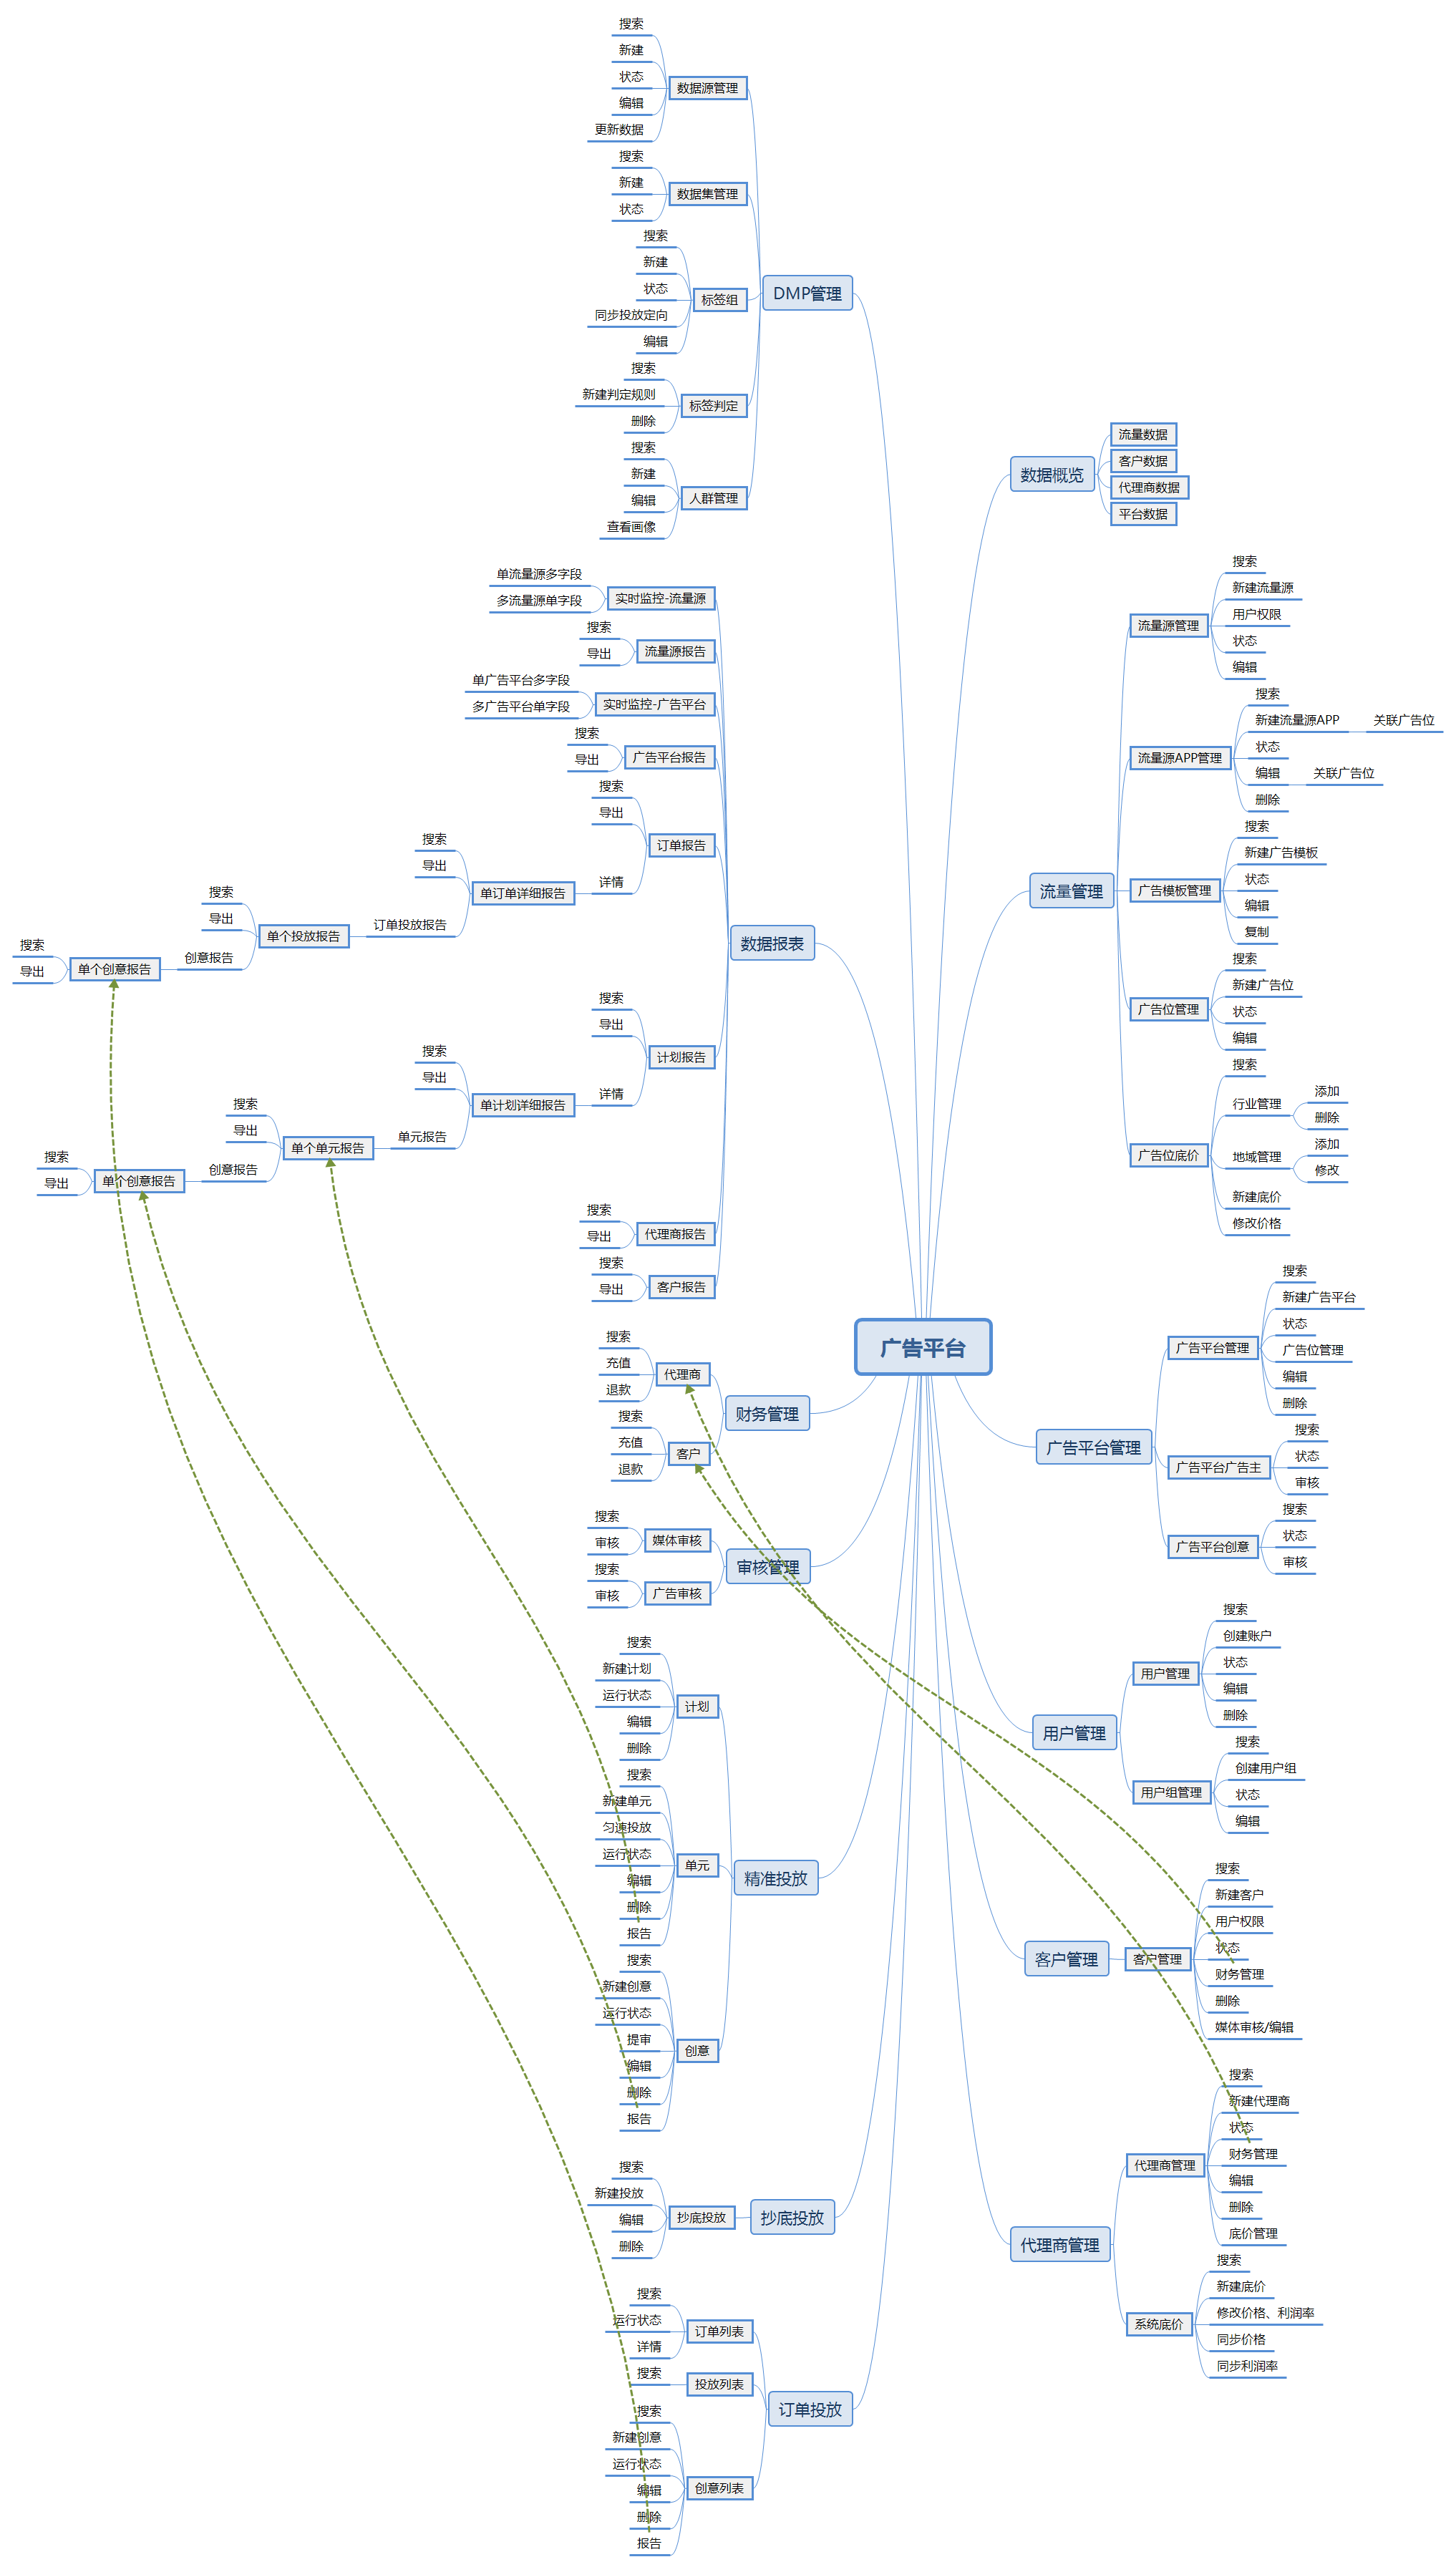 广告平台
数据概览
流量数据
客户数据
代理商数据
平台数据
流量管理
流量源管理
搜索
新建流量源
用户权限
状态
编辑
流量源APP管理
搜索
新建流量源APP
关联广告位
状态
编辑
关联广告位
删除
广告模板管理
搜索
新建广告模板
状态
编辑
复制
广告位管理
搜索
新建广告位
状态
编辑
广告位底价
搜索
行业管理
添加
删除
地域管理
添加
修改
新建底价
修改价格
广告平台管理
广告平台管理
搜索
新建广告平台
状态
广告位管理
编辑
删除
广告平台广告主
搜索
状态
审核
广告平台创意
搜索
状态
审核
用户管理
用户管理
搜索
创建账户
状态
编辑
删除
用户组管理
搜索
创建用户组
状态
编辑
客户管理
客户管理
搜索
新建客户
用户权限
状态
财务管理
删除
媒体审核/编辑
代理商管理
代理商管理
搜索
新建代理商
状态
财务管理
编辑
删除
底价管理
系统底价
搜索
新建底价
修改价格、利润率
同步价格
同步利润率
DMP管理
数据源管理
搜索
新建
状态
编辑
更新数据
数据集管理
搜索
新建
状态
标签组
搜索
新建
状态
同步投放定向
编辑
标签判定
搜索
新建判定规则
删除
人群管理
搜索
新建
编辑
查看画像
数据报表
实时监控-流量源
单流量源多字段
多流量源单字段
流量源报告
搜索
导出
实时监控-广告平台
单广告平台多字段
多广告平台单字段
广告平台报告
搜索
导出
订单报告
搜索
导出
详情
单订单详细报告
搜索
导出
订单投放报告
单个投放报告
搜索
导出
创意报告
单个创意报告
搜索
导出
计划报告
搜索
导出
详情
单计划详细报告
搜索
导出
单元报告
单个单元报告
搜索
导出
创意报告
单个创意报告
搜索
导出
代理商报告
搜索
导出
客户报告
搜索
导出
财务管理
代理商
搜索
充值
退款
客户
搜索
充值
退款
审核管理
媒体审核
搜索
审核
广告审核
搜索
审核
精准投放
计划
搜索
新建计划
运行状态
编辑
删除
单元
搜索
新建单元
匀速投放
运行状态
编辑
删除
报告
创意
搜索
新建创意
运行状态
提审
编辑
删除
报告
抄底投放
抄底投放
搜索
新建投放
编辑
删除
订单投放
订单列表
搜索
运行状态
详情
投放列表
搜索
创意列表
搜索
新建创意
运行状态
编辑
删除
报告